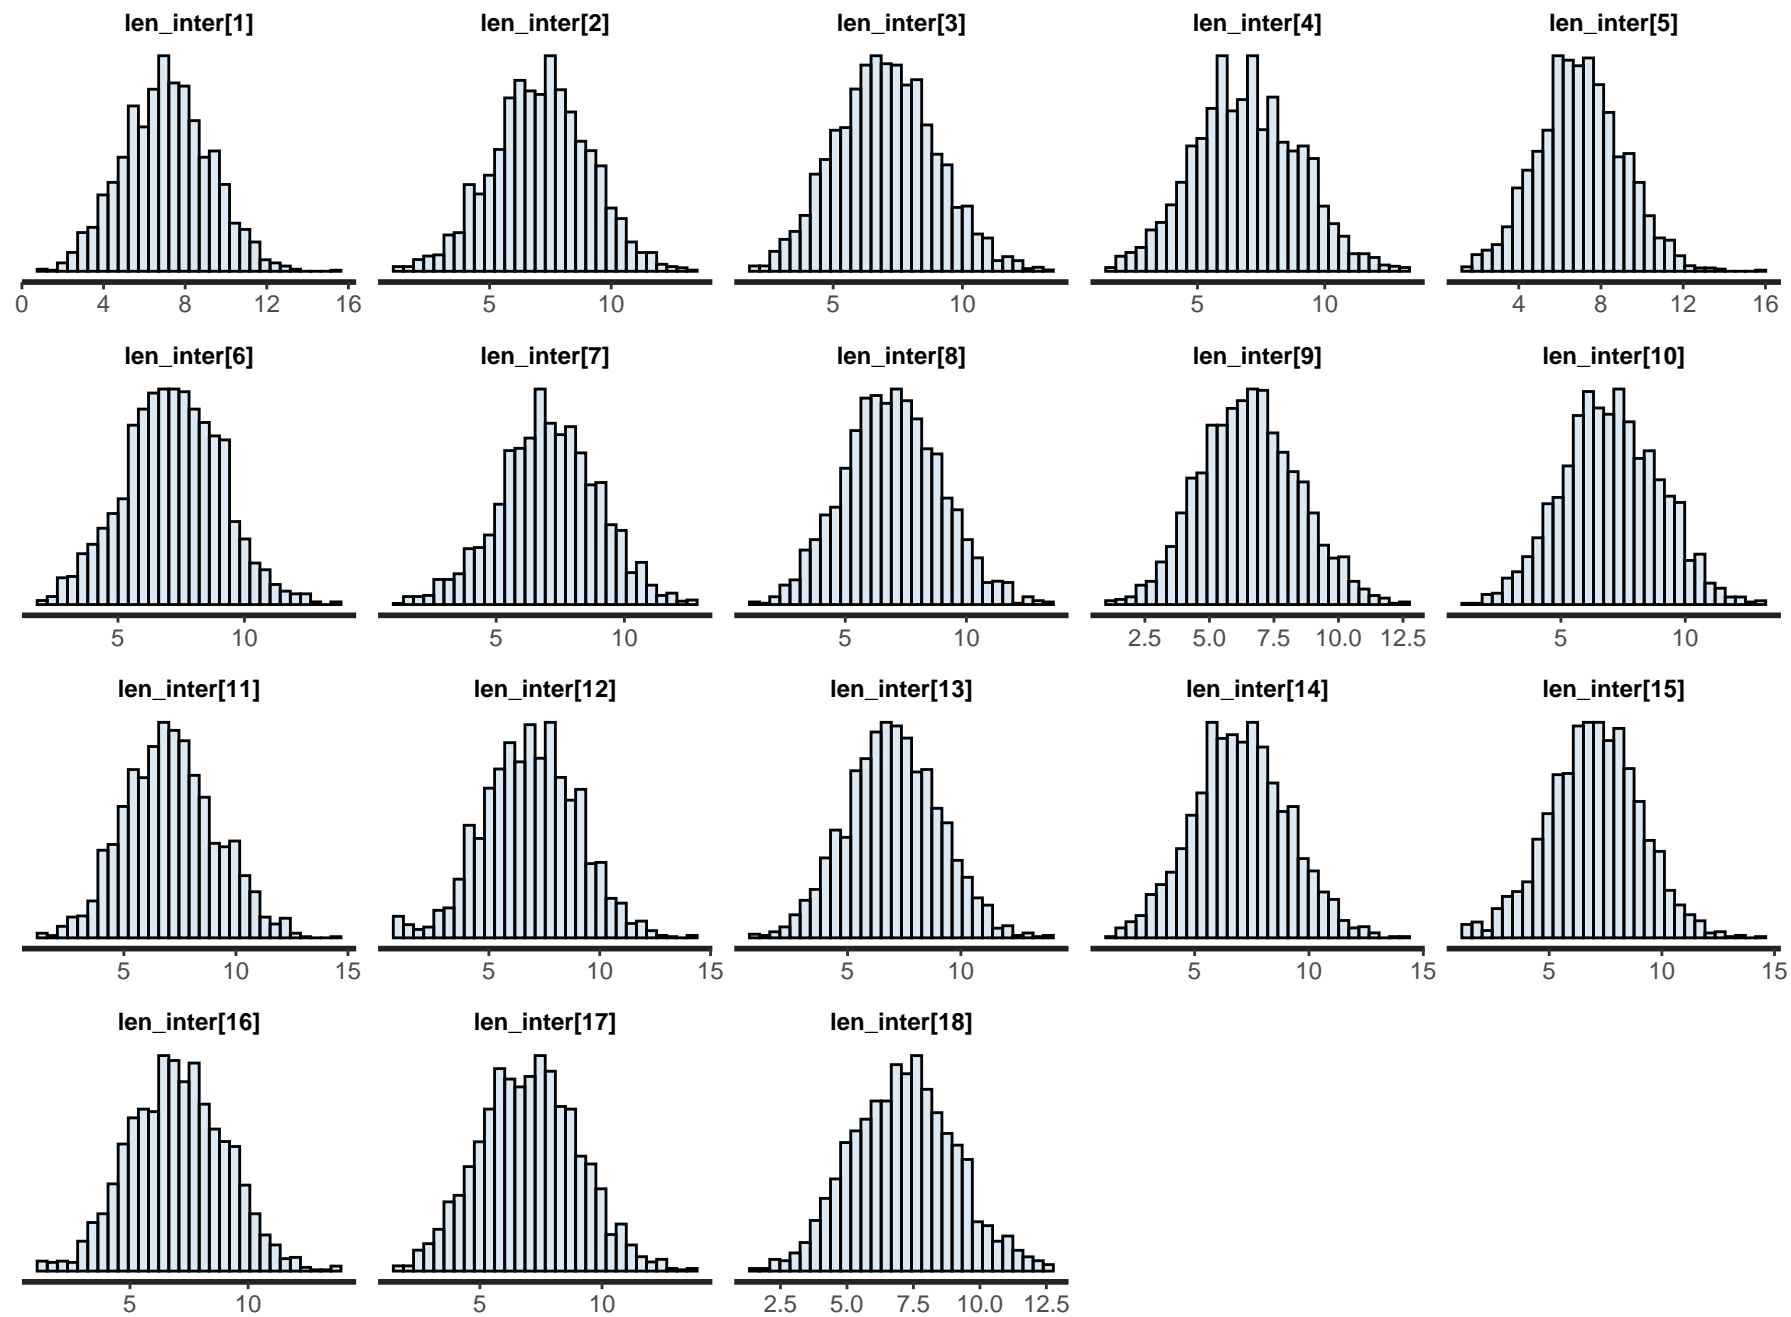 len_inter[1] len_inter[2] len_inter[3] len_inter[4] len_inter[5]
0 4 8 12 16 5 10 5 10 5 10 4 8 12 16
len_inter[6] len_inter[7] len_inter[8] len_inter[9] len_inter[10]
5 10 5 10 5 10 2.5 5.0 7.5 10.0 12.5 5 10
len_inter[11] len_inter[12] len_inter[13] len_inter[14] len_inter[15]
5 10 15 5 10 15 5 10 5 10 15 5 10 15
len_inter[16] len_inter[17] len_inter[18]
5 10 5 10 2.5 5.0 7.5 10.0 12.5